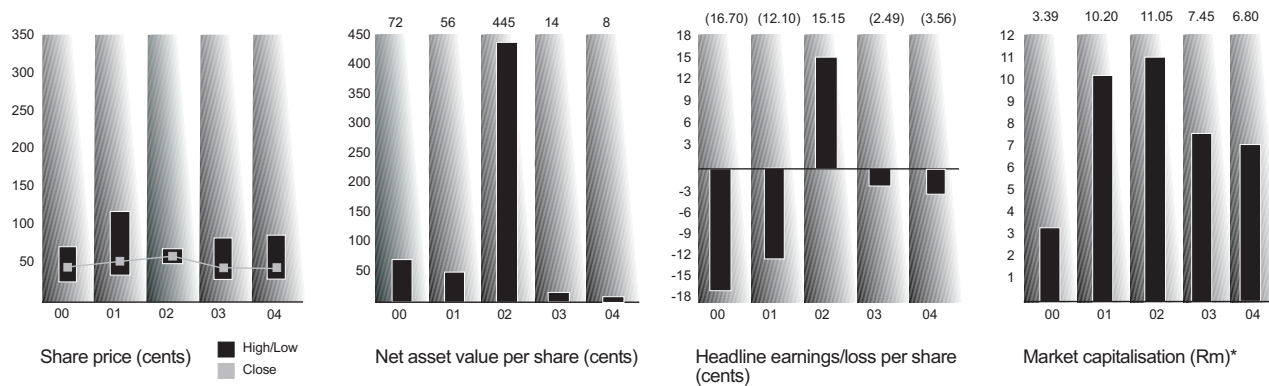 350
300
250
200
150
100
50
00 01 02 03 04
Share price (cents)
High/Low
Close
72 56 445 14 8
450
400
350
300
250
200
150
100
50
00 01 02 03 04
Net asset value per share (cents)
(16.70) (12.10) 15.15 (2.49) (3.56)
18
15
12
9
6
3
-3
-6
-9
-12
-15
-18
00 01 02 03 04
Headline earnings/loss per share
(cents)
3.39 10.20 11.05 7.45 6.80
12
11
10
9
8
7
6
5
4
3
2
1
00 01 02 03 04
Market capitalisation (Rm)*